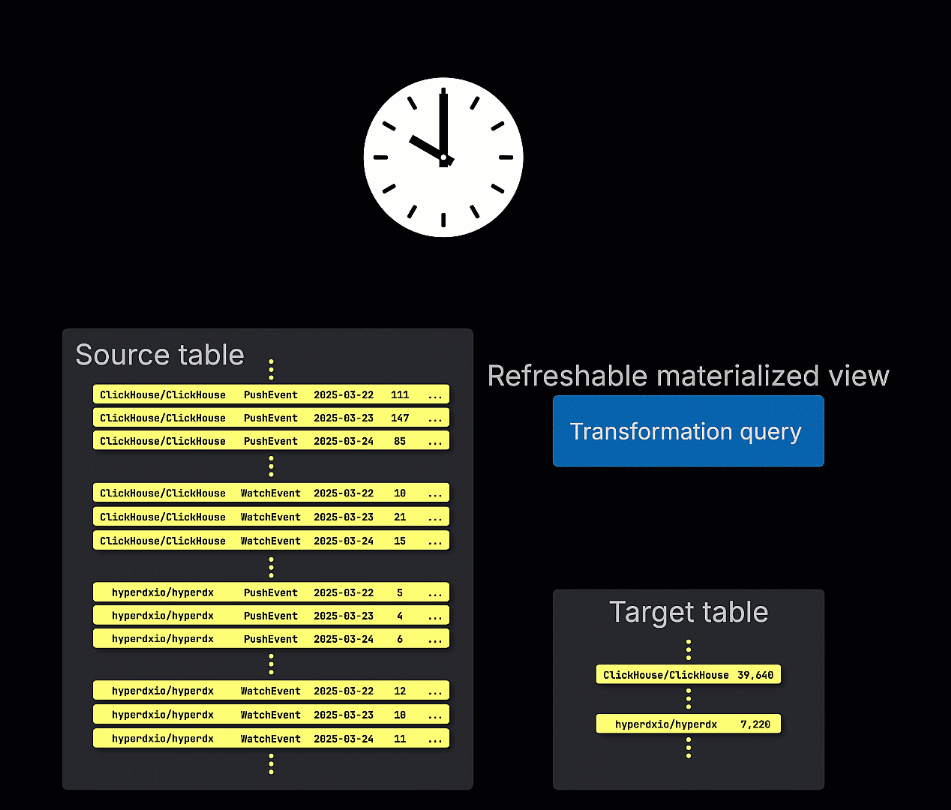 Source table
ClickHouse/ClickHouse PushEvent 2025-03-22 111 ...
ClickHouse/ClickHouse PushEvent 2025-03-23 147 ...
ClickHouse/ClickHouse PushEvent 2025-03-24 85 ...
ClickHouse/ClickHouse WatchEvent 2025-03-22 10 ...
ClickHouse/ClickHouse WatchEvent 2025-03-23 21 ...
ClickHouse/ClickHouse WatchEvent 2025-03-24 15 ...
hyperdxio/hyperdx PushEvent 2025-03-22 5 ...
hyperdxio/hyperdx PushEvent 2025-03-23 4 ...
hyperdxio/hyperdx PushEvent 2025-03-24 6 ...
hyperdxio/hyperdx WatchEvent 2025-03-22 12 ...
hyperdxio/hyperdx WatchEvent 2025-03-23 10 ...
hyperdxio/hyperdx WatchEvent 2025-03-24 11 ...
Refreshable materialized view
Transformation query
Target table
ClickHouse/ClickHouse 39,640
hyperdxio/hyperdx 7,220